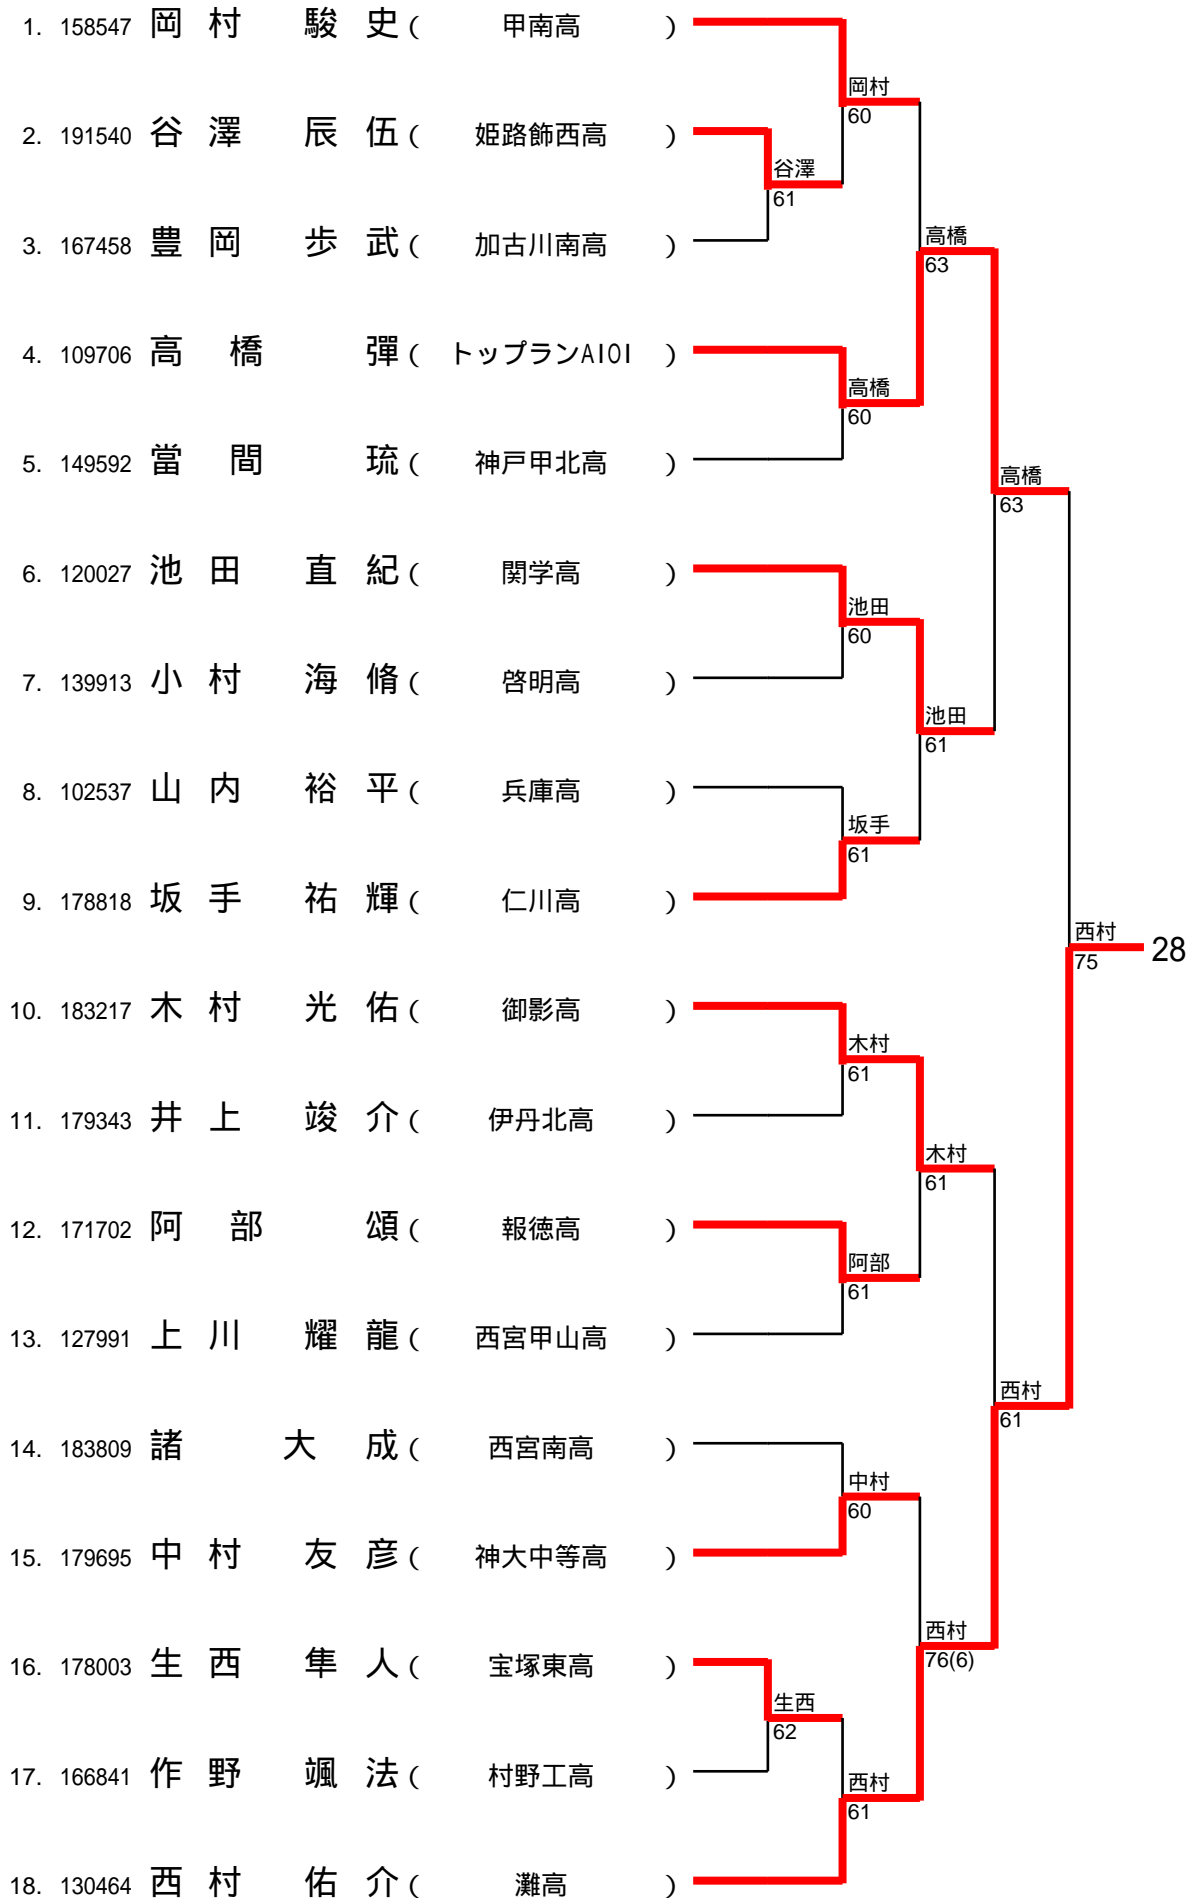 1. 158547 岡村 駿史( 甲南高 )
岡村
60
2. 191540 谷澤 辰伍( 姫路飾西高 )
谷澤
61
3. 167458 豊岡 歩武( 加古川南高 )
高橋
63
4. 109706 高橋 彈( トップランAIOI )
高橋
60
5. 149592 當間 琉( 神戸甲北高 )
高橋
63
6. 120027 池田 直紀( 関学高 )
池田
60
7. 139913 小村 海脩( 啓明高 )
池田
61
8. 102537 山内 裕平( 兵庫高 )
坂手
61
9. 178818 坂手 祐輝( 仁川高 )
西村
75
28
10. 183217 木村 光佑( 御影高 )
木村
61
11. 179343 井上 竣介( 伊丹北高 )
木村
61
12. 171702 阿部 頌( 報徳高 )
阿部
61
13. 127991 上川 耀龍( 西宮甲山高 )
西村
61
14. 183809 諸 大成( 西宮南高 )
中村
60
15. 179695 中村 友彦( 神大中等高 )
西村
76(6)
16. 178003 生西 隼人( 宝塚東高 )
生西
62
17. 166841 作野 颯法( 村野工高 )
西村
61
18. 130464 西村 佑介( 灘高 )